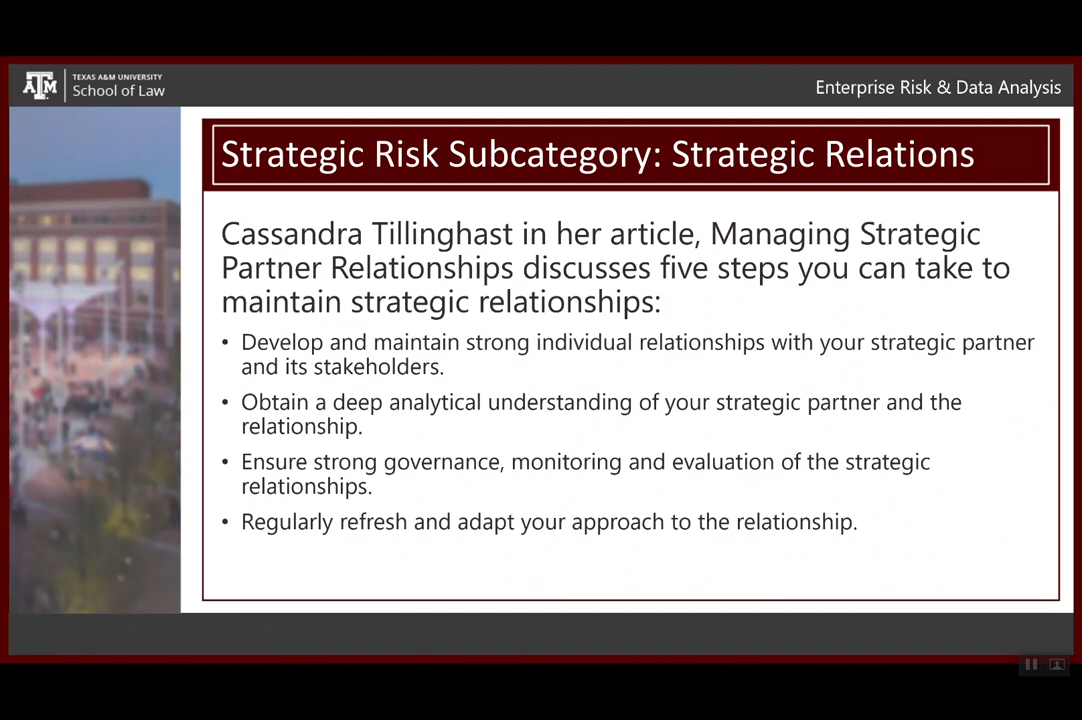 TEXAS A&M UNIVERSITY
School of Law
Enterprise Risk & Data Analysis
Strategic Risk Subcategory: Strategic Relations
Cassandra Tillinghast in her article, Managing Strategic
Partner Relationships discusses five steps you can take to
maintain strategic relationships:
• Develop and maintain strong individual relationships with your strategic partner
and its stakeholders.
• Obtain a deep analytical understanding of your strategic partner and the
relationship.
• Ensure strong governance, monitoring and evaluation of the strategic
relationships.
• Regularly refresh and adapt your approach to the relationship.